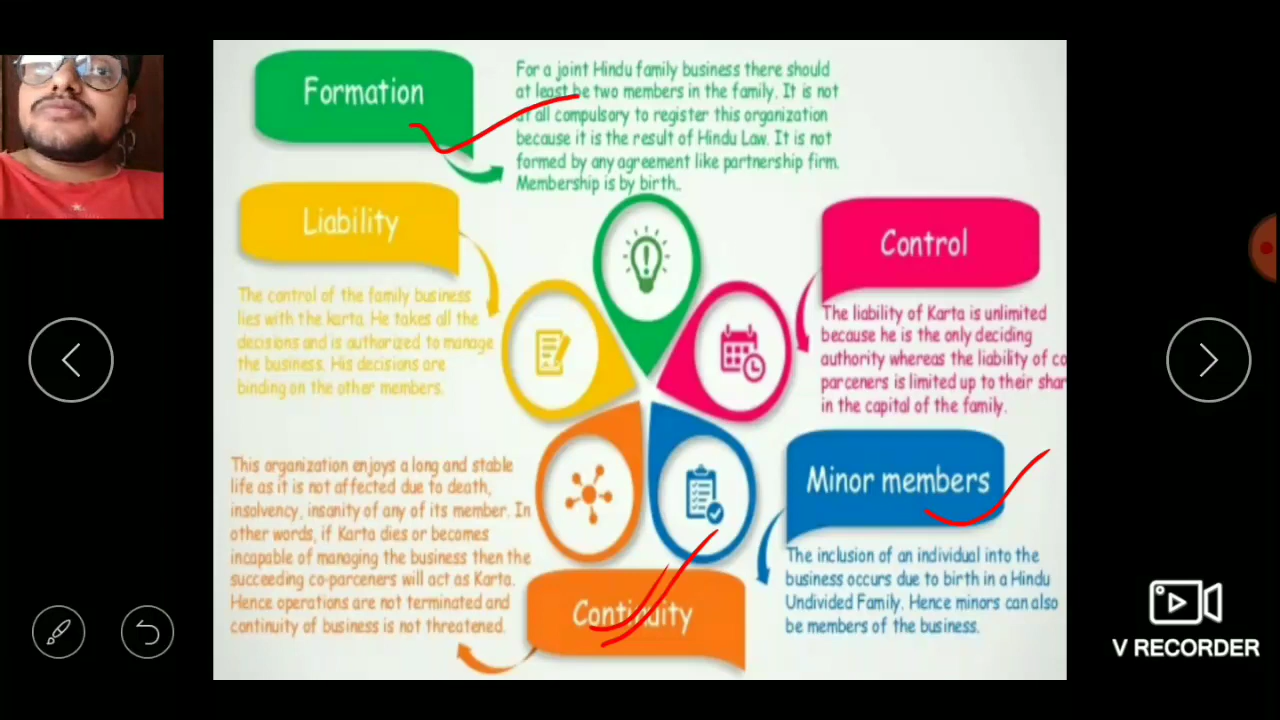 Formation
For a joint Hindu family business there should
at least be two members in the family. It is not
at all compulsory to register this organization
because it is the result of Hindu Law. It is not
formed by any agreement like partnership firm.
Membership is by birth..
Liability
The control of the family business
lies with the karta. He takes all the
decisions and is authorized to manage
the business. His decisions are
binding on the other members.
Control
The liability of Karta is unlimited
because he is the only deciding
authority whereas the liability of co
parceners is limited up to their shar
in the capital of the family.
This organization enjoys a long and stable
life as it is not affected due to death,
insolvency, insanity of any of its member. In
other words, if Karta dies or becomes
incapable of managing the business then the
succeeding co-parceners will act as Karta.
Hence operations are not terminated and
continuity of business is not threatened.
Continuity
Minor members
The inclusion of an individual into the
business occurs due to birth in a Hindu
Undivided Family. Hence minors can also
be members of the business.
V RECORDER